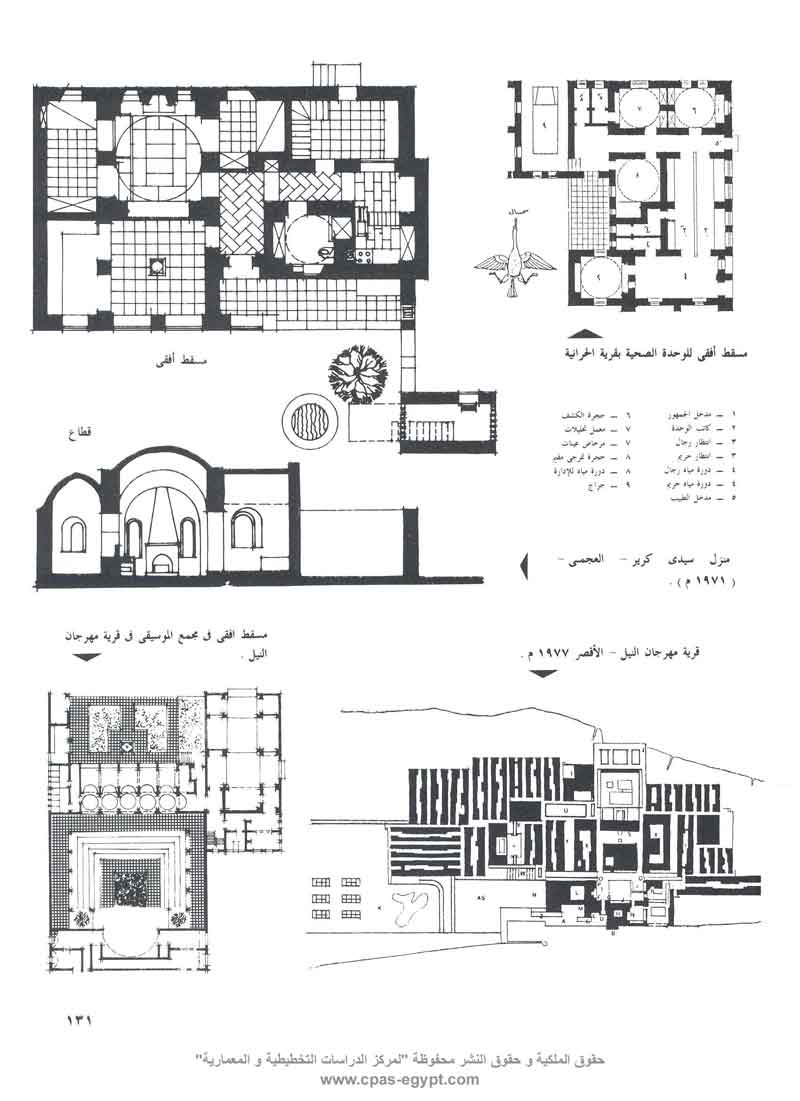 مسقط أفقى
شمال
مسقط أفقى للوحدة الصحية بقرية الحرانية
١ – مدخل الجمهور
٢ – كاتب الوحدة
٣ – انتظار رجال
٣ – انتظار حريم
٤ – دورة مياه رجال
٤ – دورة مياه حريم
٥ – مدخل الطبيب
٦ – حجرة الكشف
٧ – معمل تحليلات
٧ – مرحاض عينات
٨ – حجرة تمرجى مقيم
٨ – دورة مياه للإدارة
٩ – جراج
قطاع
منزل سيدى كرير – العجمى –
( ١٩٧١ م ) .
مسقط افقى فى مجمع الموسيقى فى قرية مهرجان
النيل .
قرية مهرجان النيل – الأقصر ١٩٧٧ م .
١٣١
حقوق الملكية و حقوق النشر محفوظة "لمركز الدراسات التخطيطية و المعمارية"
www.cpas-egypt.com